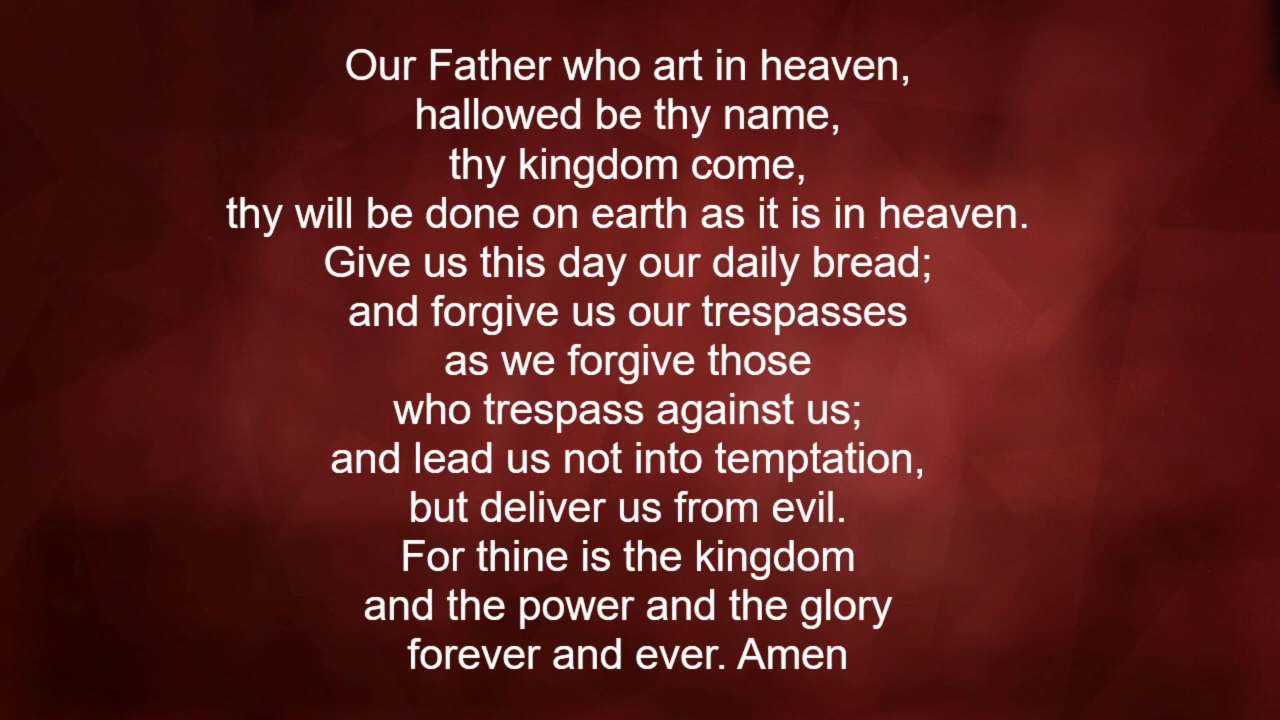 Our Father who art in heaven,
hallowed be thy name,
thy kingdom come,
thy will be done on earth as it is in heaven.
Give us this day our daily bread;
and forgive us our trespasses
as we forgive those
who trespass against us;
and lead us not into temptation,
but deliver us from evil.
For thine is the kingdom
and the power and the glory
forever and ever. Amen